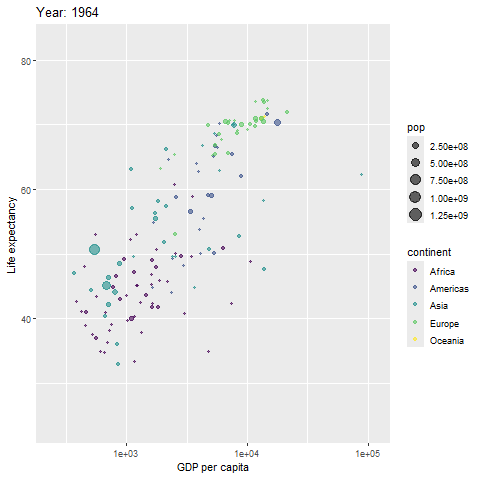 Year: 1964
80
60
40
Life expectancy
1e+03
1e+04
1e+05
GDP per capita
pop
2.50e+08
5.00e+08
7.50e+08
1.00e+09
1.25e+09
continent
Africa
Americas
Asia
Europe
Oceania